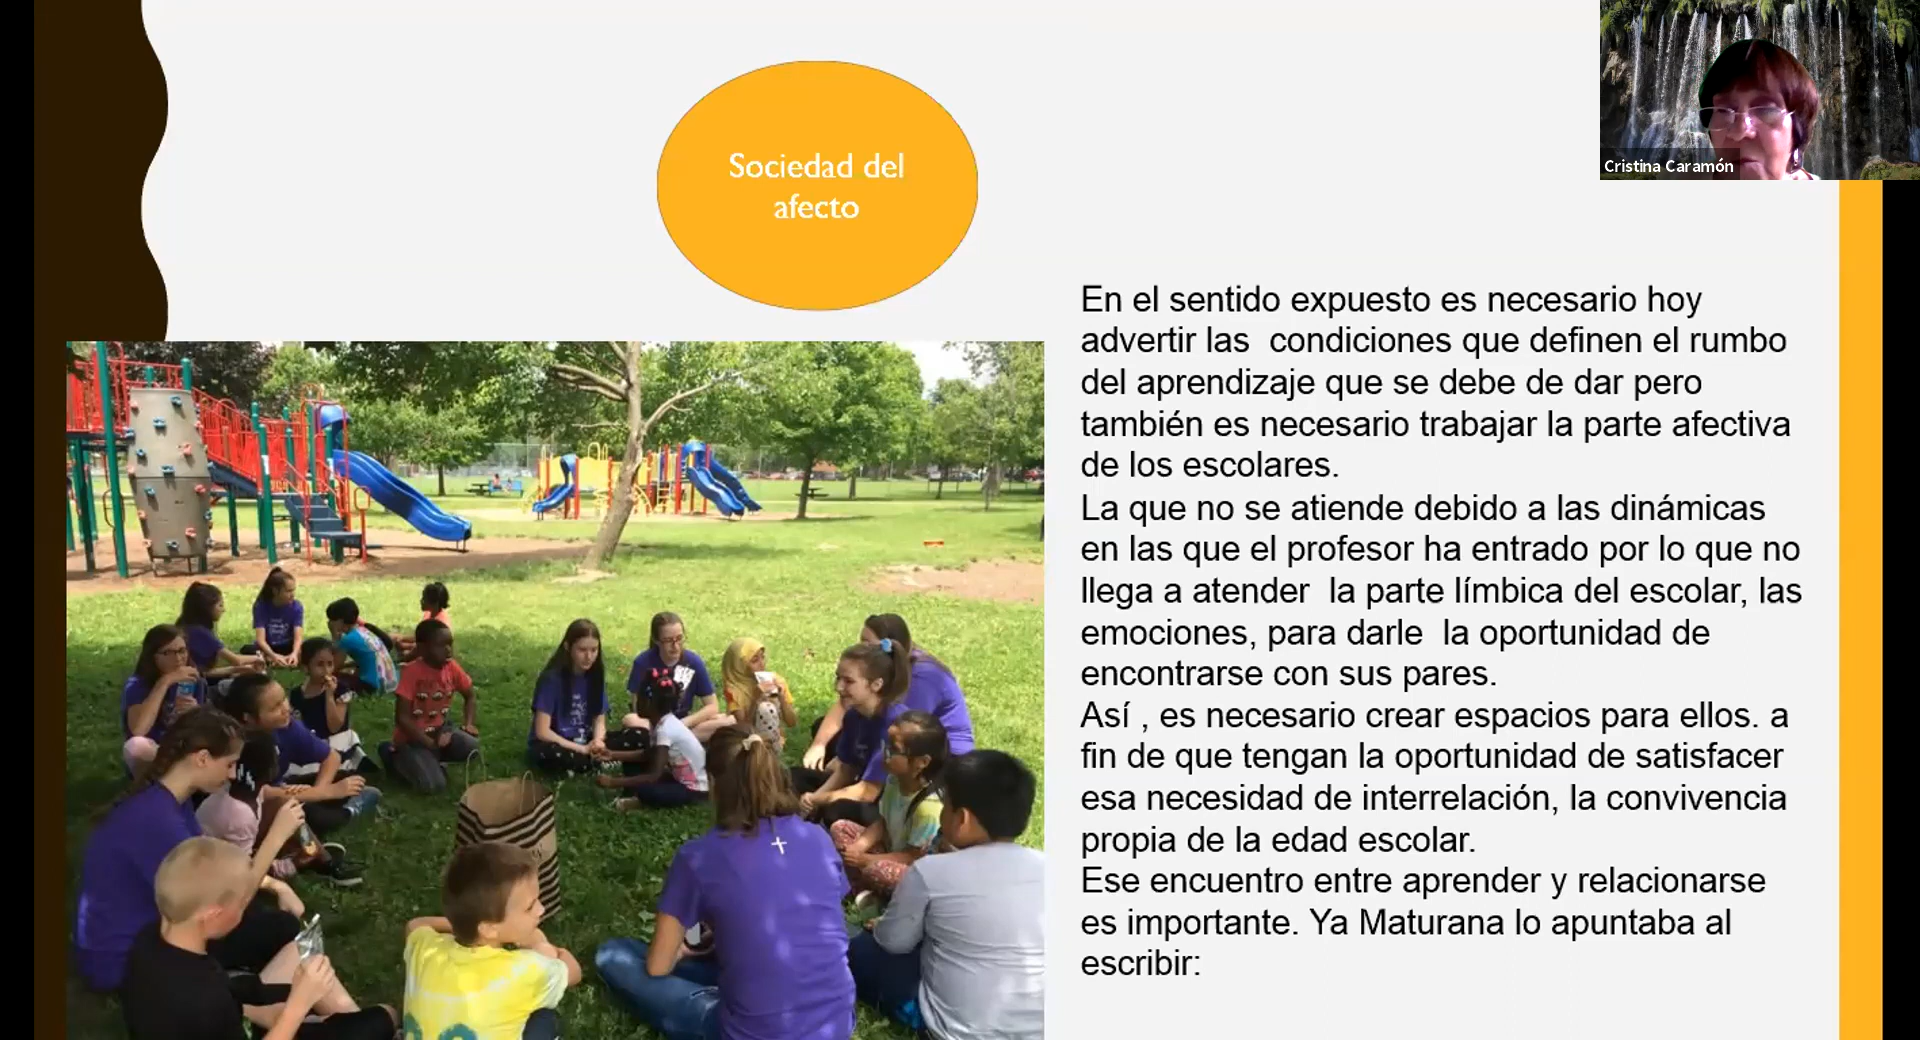 Sociedad del
afecto
Cristina Caramón
En el sentido expuesto es necesario hoy
advertir las  condiciones que definen el rumbo
del aprendizaje que se debe de dar pero
también es necesario trabajar la parte afectiva
de los escolares.
La que no se atiende debido a las dinámicas
en las que el profesor ha entrado por lo que no
llega a atender  la parte límbica del escolar, las
emociones, para darle  la oportunidad de
encontrarse con sus pares.
Así , es necesario crear espacios para ellos. a
fin de que tengan la oportunidad de satisfacer
esa necesidad de interrelación, la convivencia
propia de la edad escolar.
Ese encuentro entre aprender y relacionarse
es importante. Ya Maturana lo apuntaba al
escribir: